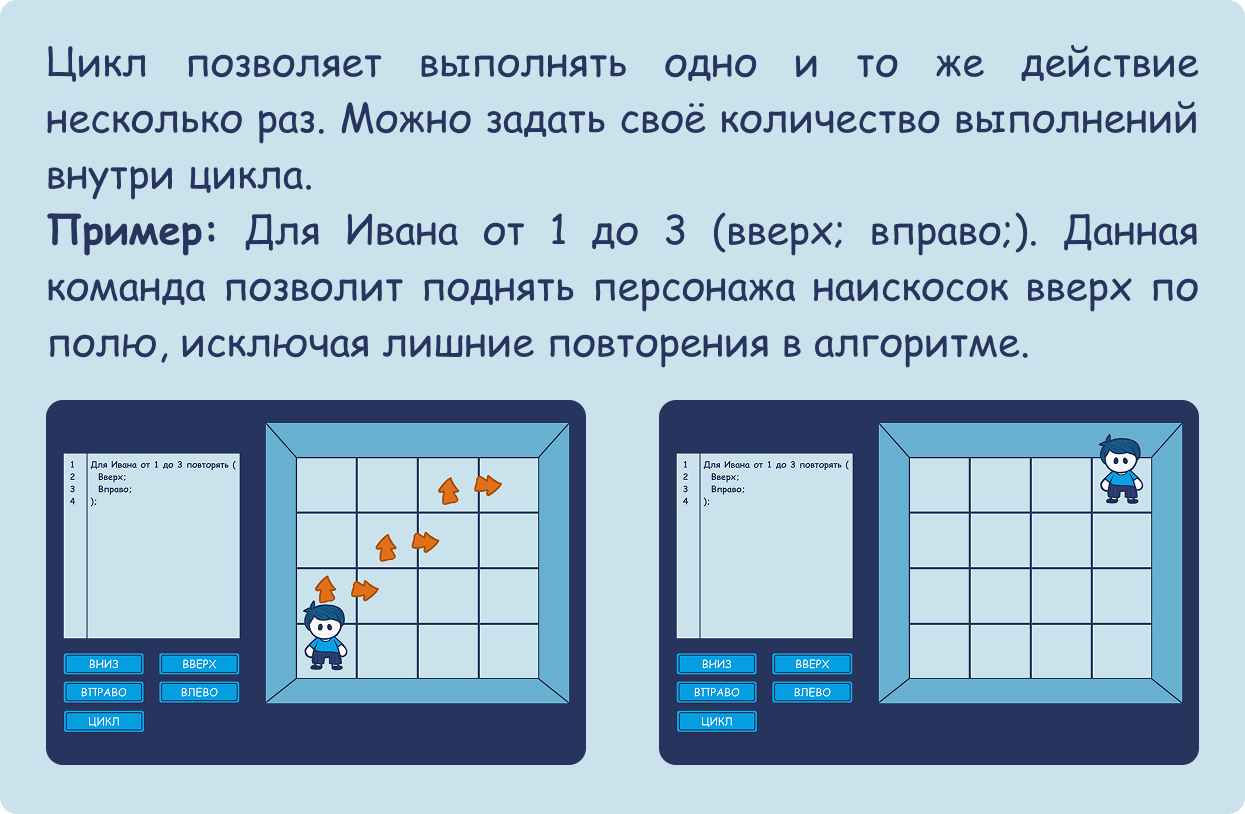 Цикл позволяет выполнять одно и то же действие
несколько раз. Можно задать своё количество выполнений
внутри цикла.
Пример: Для Ивана от 1 до 3 (вверх; вправо;). Данная
команда позволит поднять персонажа наискосок вверх по
полю, исключая лишние повторения в алгоритме.
1 Для Ивана от 1 до 3 повторять (
2 Вверх;
3 Вправо;
4 );
ВНИЗ ВВЕРХ
ВПРАВО ВЛЕВО
ЦИКЛ
1 Для Ивана от 1 до 3 повторять (
2 Вверх;
3 Вправо;
4 );
ВНИЗ ВВЕРХ
ВПРАВО ВЛЕВО
ЦИКЛ